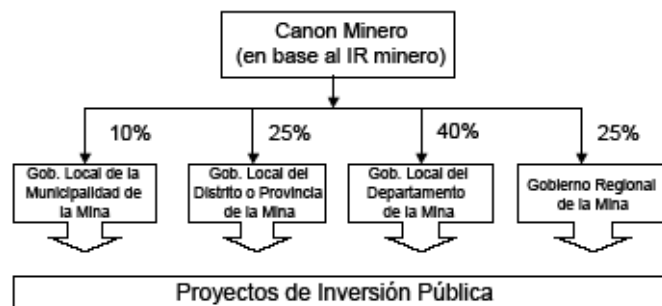 Canon Minero
(en base al IR minero)
10%
25%
40%
25%
Gob. Local de la
Municipalidad de
la Mina
Gob. Local del
Distrito o Provincia
de la Mina
Gob. Local del
Departamento
de la Mina
Gobierno Regional
de la Mina
Proyectos de Inversión Pública